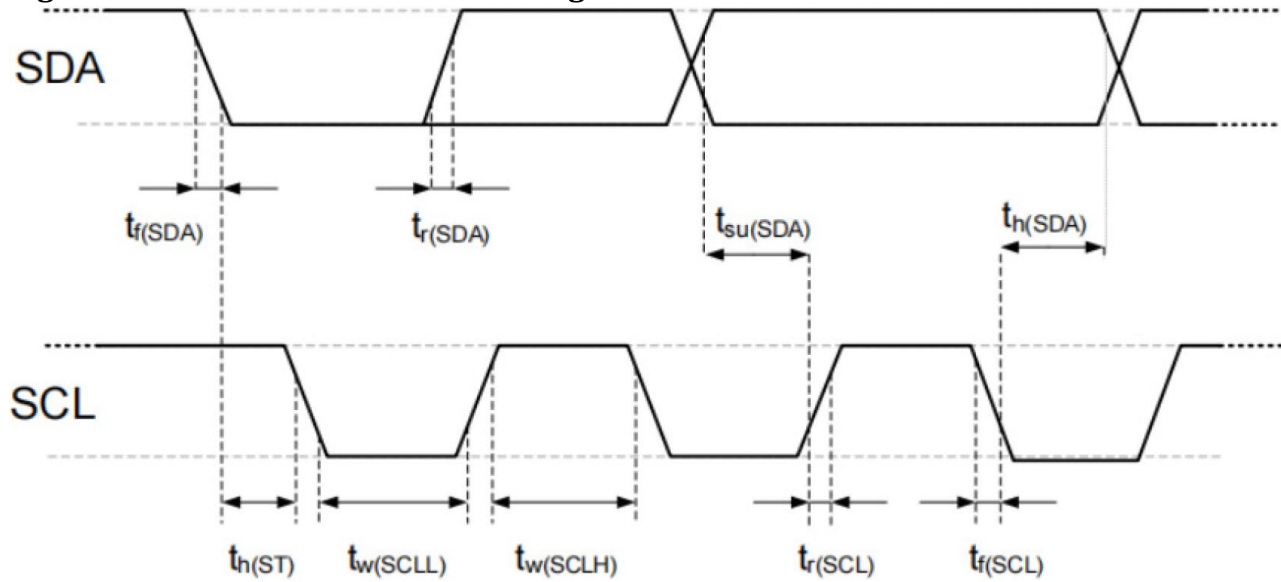 SDA
tf(SDA)
tr(SDA)
tsu(SDA)
th(SDA)
SCL
th(ST)
tw(SCLL)
tw(SCLH)
tr(SCL)
tf(SCL)